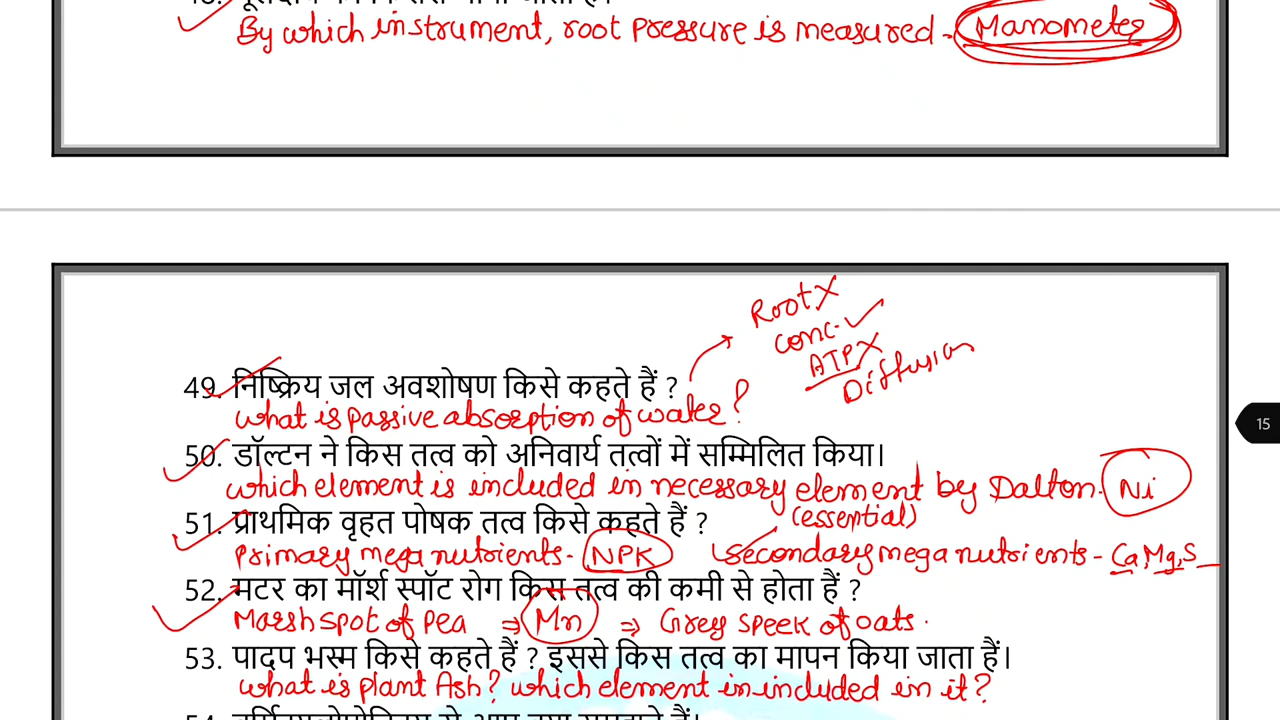 By which instrument, root pressure is measured - Manometer
Root X
conc. ✓
ATP X
Diffusion
49. निष्क्रिय जल अवशोषण किसे कहते हैं ?
what is passive absorption of water?
15
50. डॉल्टन ने किस तत्व को अनिवार्य तत्वों में सम्मिलित किया।
which element is included in necessary element by Dalton. Ni
(essential)
51. प्राथमिक वृहत पोषक तत्व किसे कहते हैं ?
Primary mega nutrients - NPK secondary mega nutrients - Ca, Mg, S
52. मटर का मॉर्श स्पॉट रोग किस तत्व की कमी से होता हैं ?
Marsh spot of Pea ⇒ Mn ⇒ Grey speek of oats.
53. पादप भस्म किसे कहते हैं ? इससे किस तत्व का मापन किया जाता हैं।
what is plant Ash? which element in included in it?